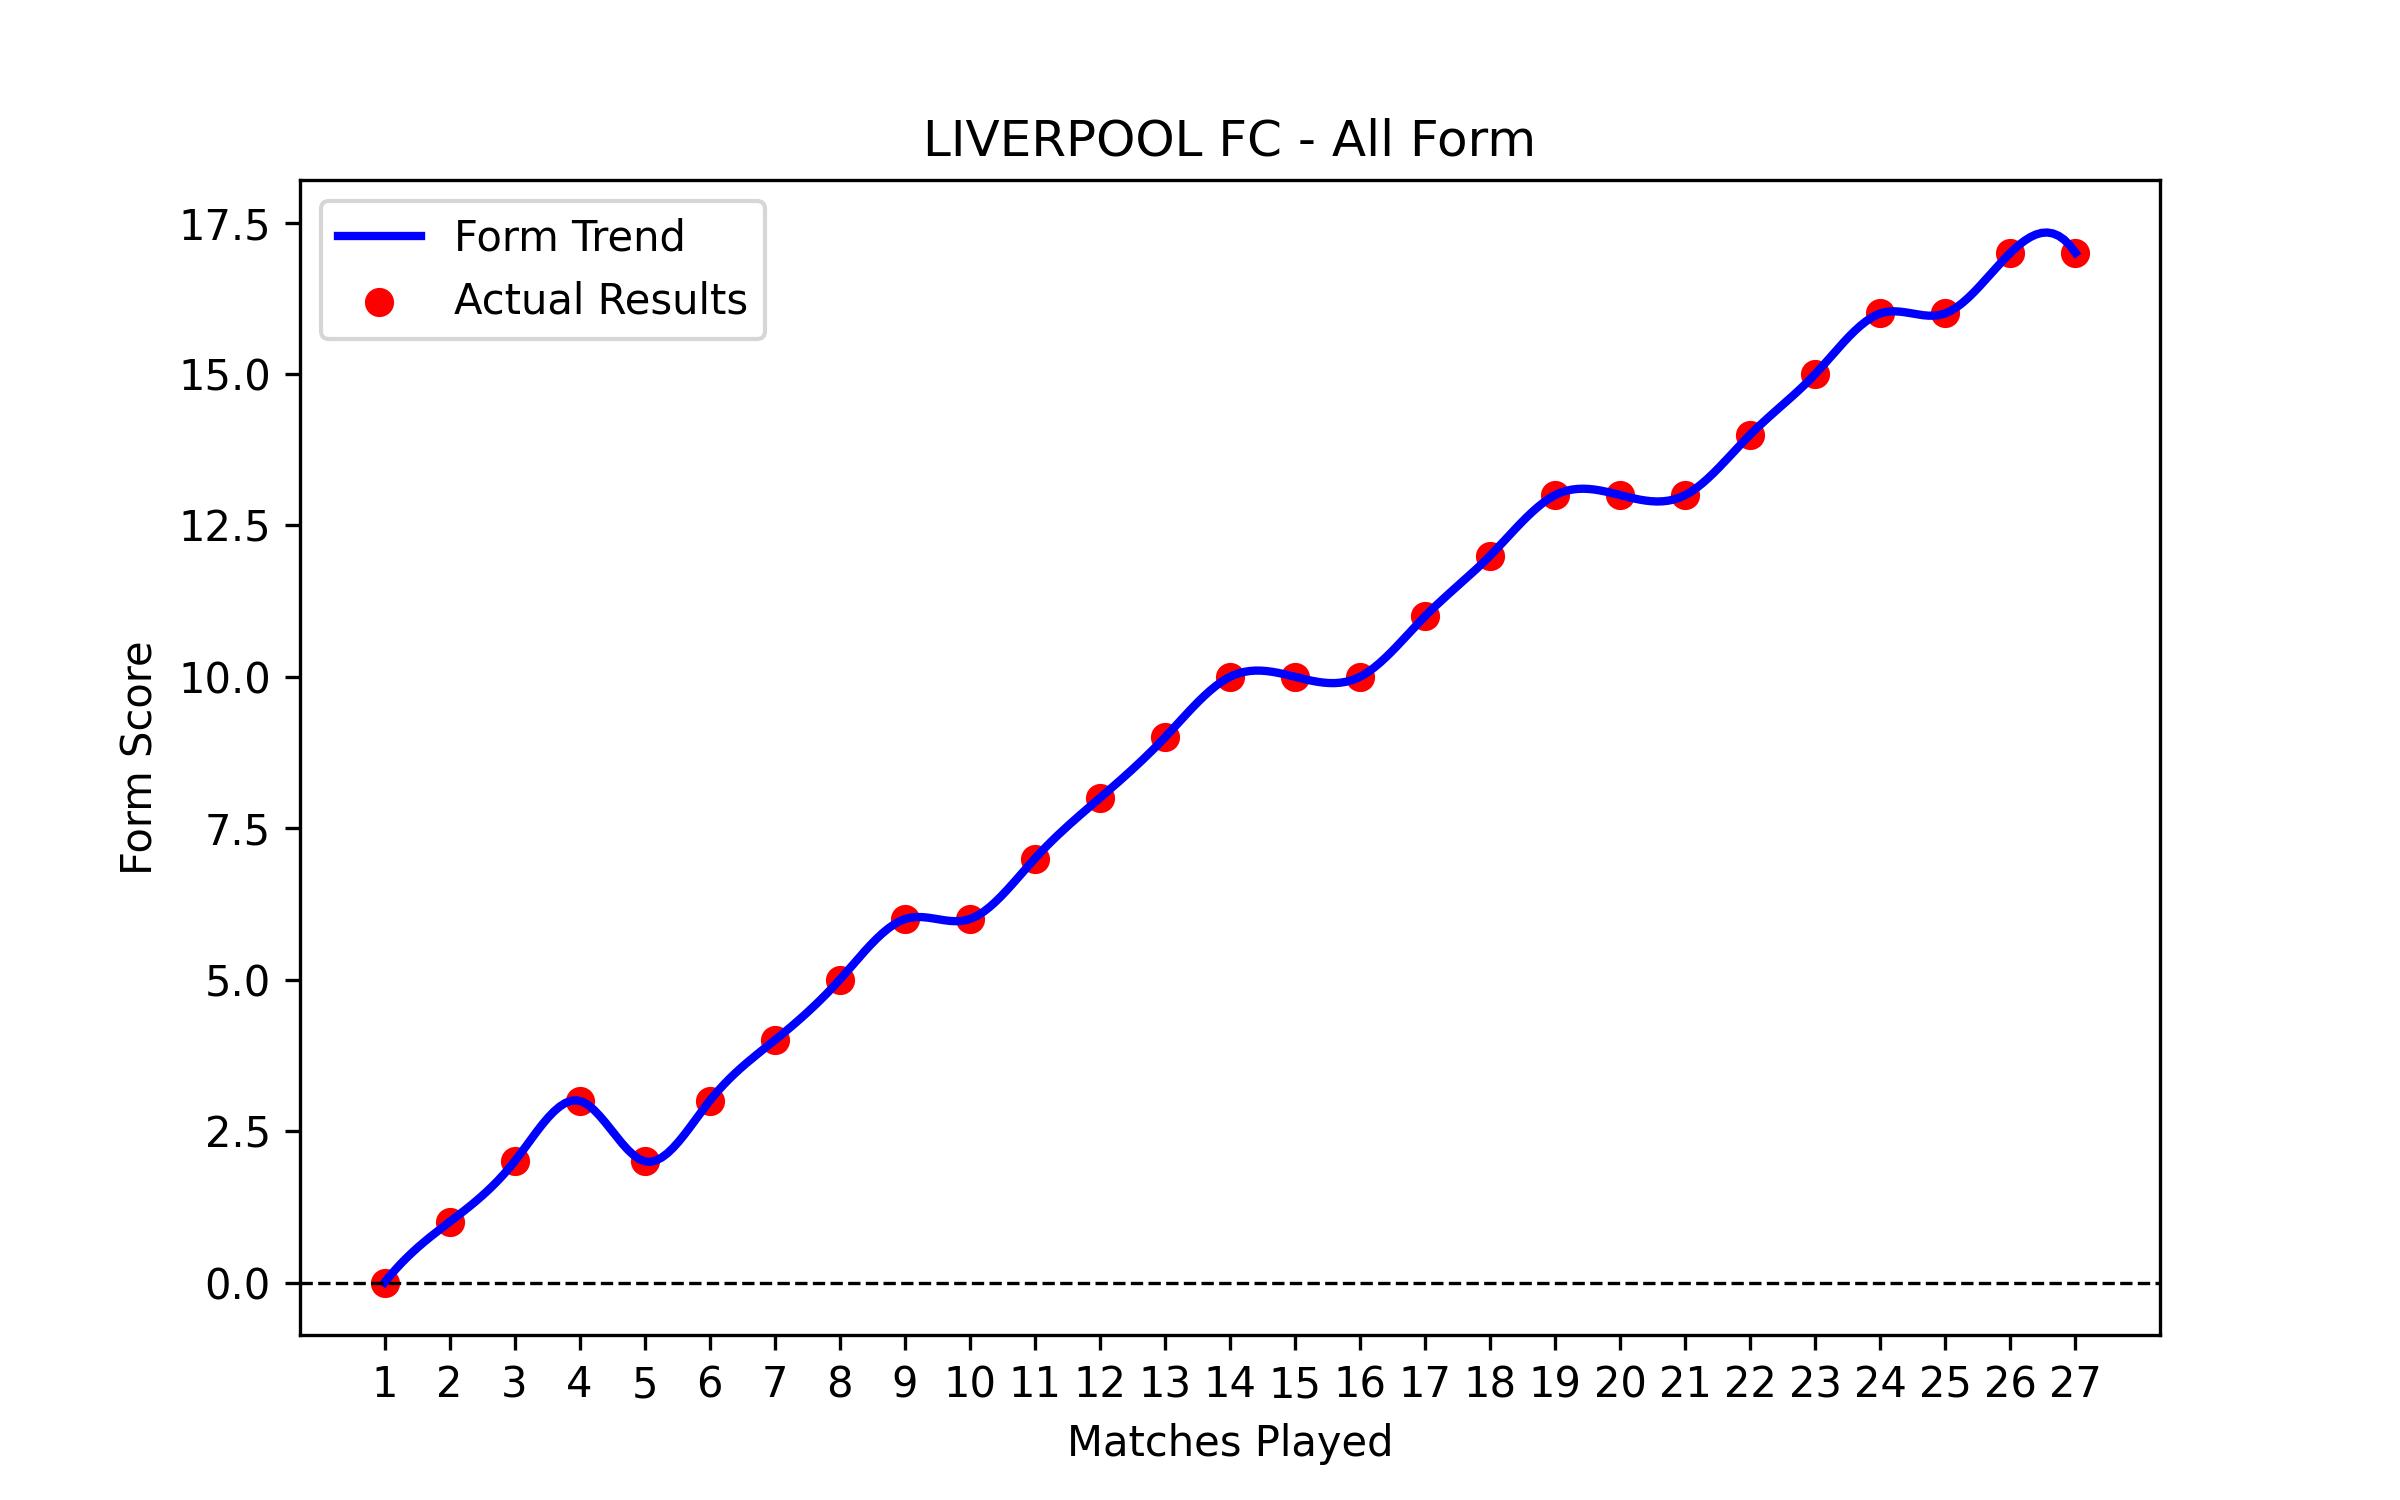 LIVERPOOL FC - All Form
Form Trend
Actual Results
17.5
15.0
12.5
10.0
7.5
5.0
2.5
0.0
Form Score
1 2 3 4 5 6 7 8 9 10 11 12 13 14 15 16 17 18 19 20 21 22 23 24 25 26 27
Matches Played